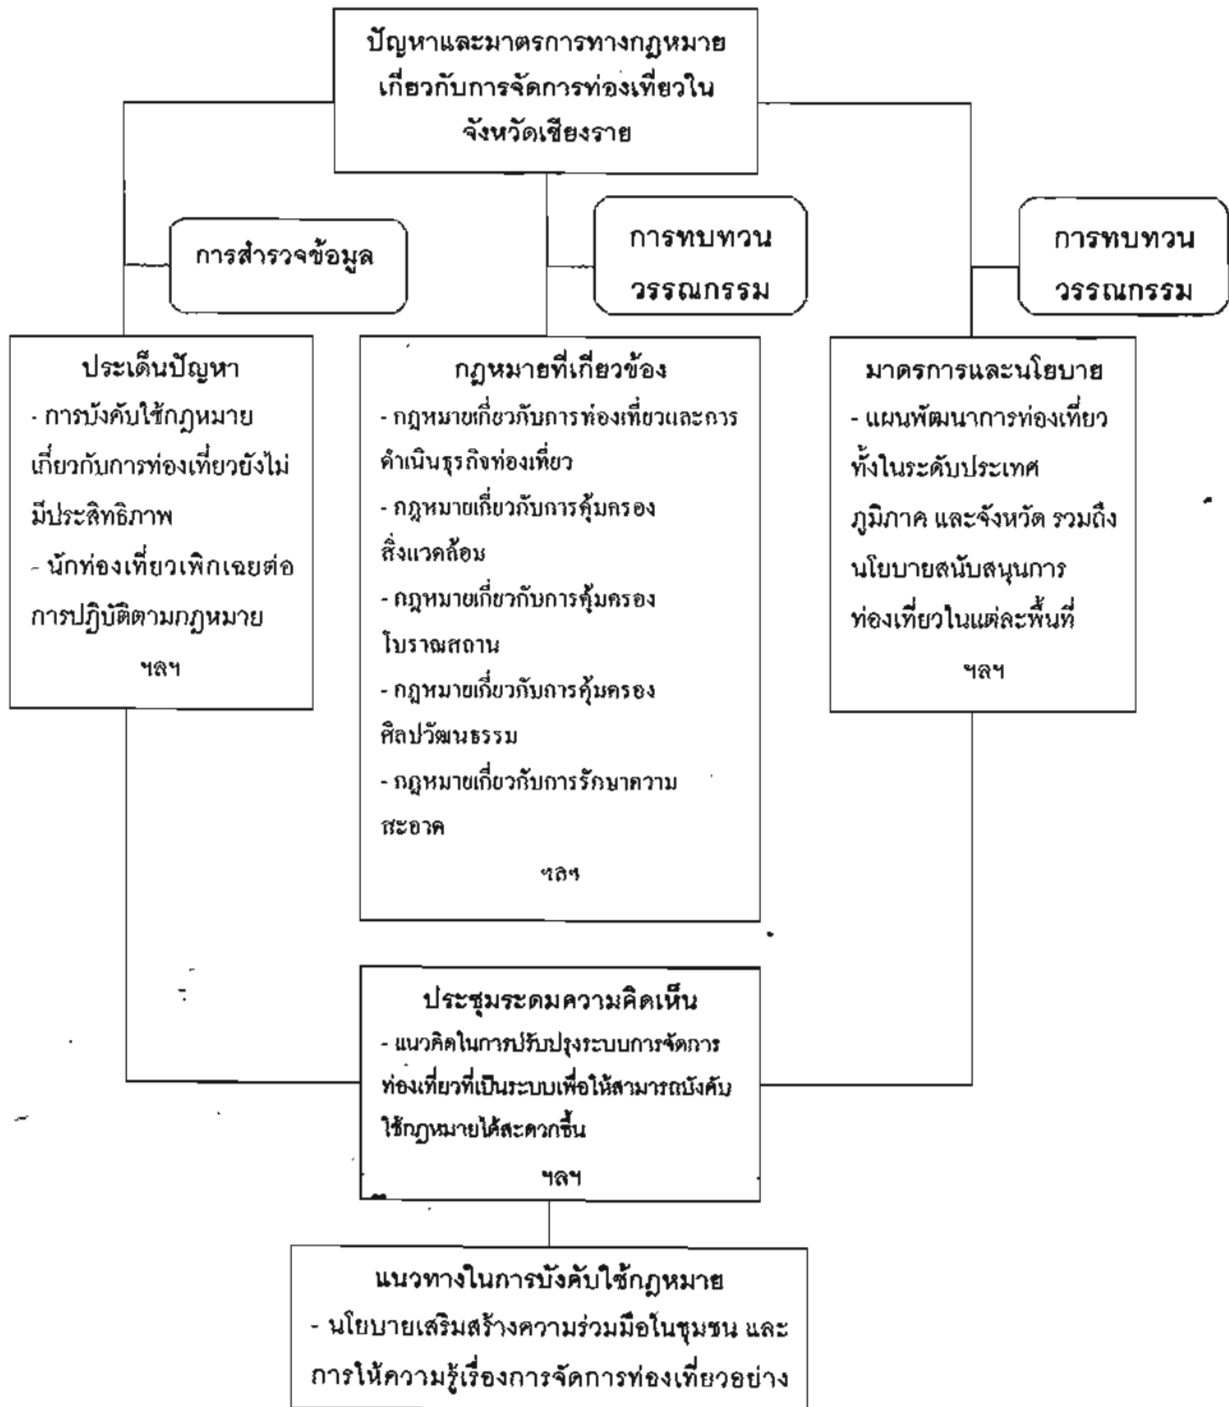 ปัญหาและมาตรการทางกฎหมาย
เกี่ยวกับการจัดการท่องเที่ยวใน
จังหวัดเชียงราย
การสำรวจข้อมูล
การทบทวน
วรรณกรรม
การทบทวน
วรรณกรรม
ประเด็นปัญหา
- การบังคับใช้กฎหมาย
เกี่ยวกับการท่องเที่ยวยังไม่
มีประสิทธิภาพ
- นักท่องเที่ยวเพิกเฉยต่อ
การปฏิบัติตามกฎหมาย
ฯลฯ
กฎหมายที่เกี่ยวข้อง
- กฎหมายเกี่ยวกับการท่องเที่ยวและการ
ดำเนินธุรกิจท่องเที่ยว
- กฎหมายเกี่ยวกับการคุ้มครอง
สิ่งแวดล้อม
- กฎหมายเกี่ยวกับการคุ้มครอง
โบราณสถาน
- กฎหมายเกี่ยวกับการคุ้มครอง
ศิลปวัฒนธรรม
- กฎหมายเกี่ยวกับการรักษาความ
สะอาด
ฯลฯ
มาตรการและนโยบาย
- แผนพัฒนาการท่องเที่ยว
ทั้งในระดับประเทศ
ภูมิภาค และจังหวัด รวมถึง
นโยบายสนับสนุนการ
ท่องเที่ยวในแต่ละพื้นที่
ฯลฯ
ประชุมระดมความคิดเห็น
- แนวคิดในการปรับปรุงระบบการจัดการ
ท่องเที่ยวที่เป็นระบบเพื่อให้สามารถบังคับ
ใช้กฎหมายได้สะดวกขึ้น
ฯลฯ
แนวทางในการบังคับใช้กฎหมาย
- นโยบายเสริมสร้างความร่วมมือในชุมชน และ
การให้ความรู้เรื่องการจัดการท่องเที่ยวอย่าง